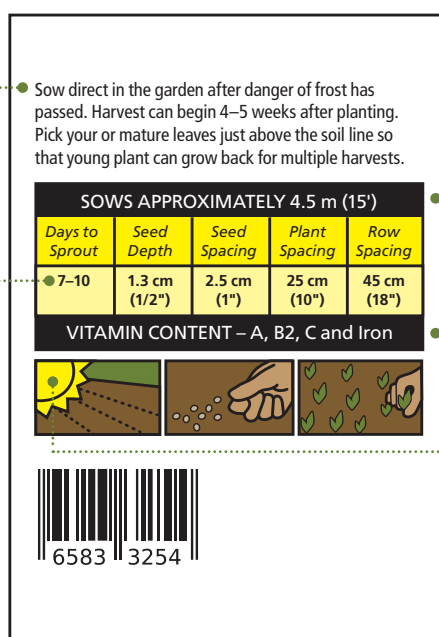 Sow direct in the garden after danger of frost has
passed. Harvest can begin 4–5 weeks after planting.
Pick your or mature leaves just above the soil line so
that young plant can grow back for multiple harvests.
SOWS APPROXIMATELY 4.5 m (15')
Days to Sprout Seed Depth Seed Spacing Plant Spacing Row Spacing
7–10 1.3 cm (1/2") 2.5 cm (1") 25 cm (10") 45 cm (18")
VITAMIN CONTENT – A, B2, C and Iron
6583 3254